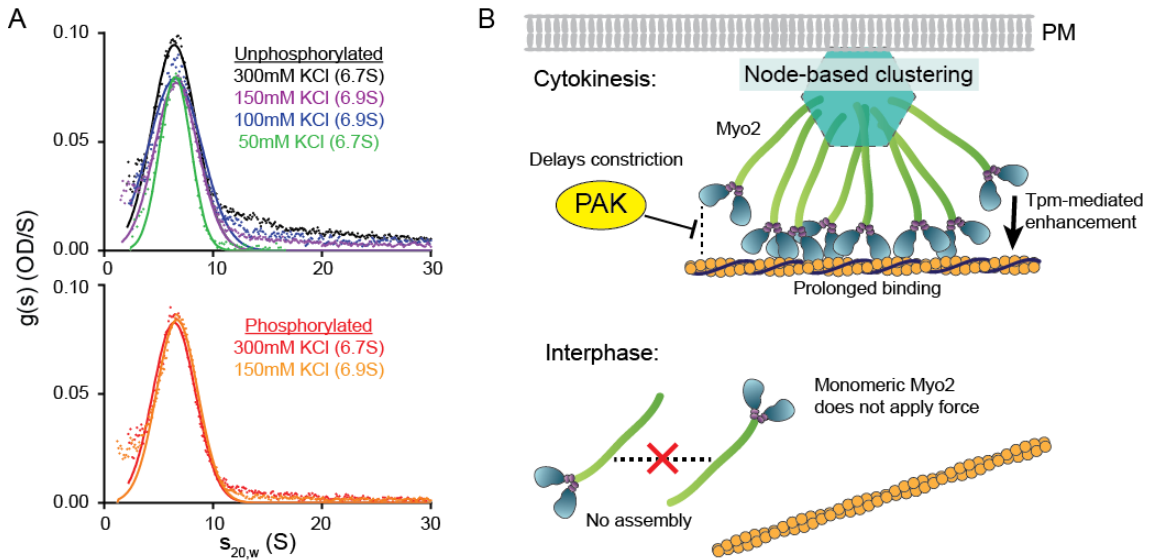 A
g(s) (OD/S)
0.10
0.05
0.00
0
10
20
30
Unphosphorylated
300mM KCl (6.7S)
150mM KCl (6.9S)
100mM KCl (6.9S)
50mM KCl (6.7S)
0.10
0.05
0.00
0
10
20
30
Phosphorylated
300mM KCl (6.7S)
150mM KCl (6.9S)
s20,w (S)
B
PM
Cytokinesis:
Node-based clustering
Myo2
Delays constriction
PAK
Tpm-mediated
enhancement
Prolonged binding
Interphase:
Monomeric Myo2
does not apply force
No assembly